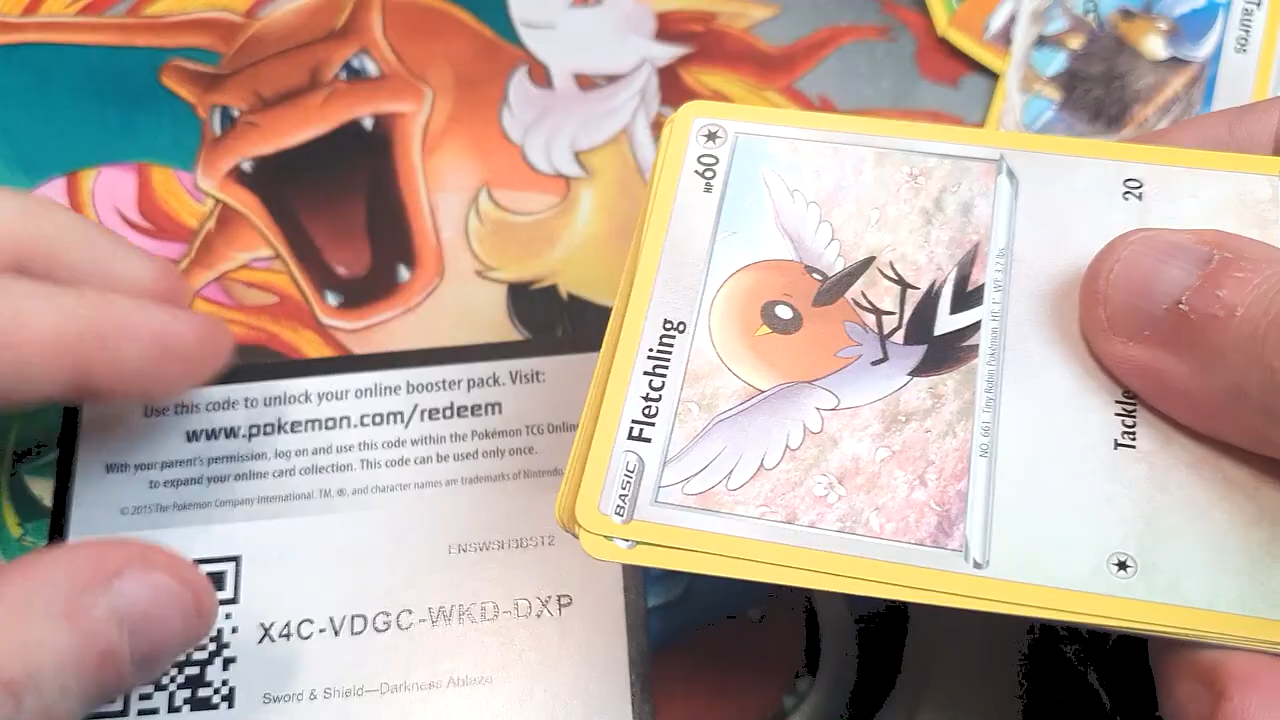 Use this code to unlock your online booster pack. Visit:
www.pokemon.com/redeem
With your parent's permission, log on and use this code within the Pokémon TCG Onlin
to expand your online card collection. This code can be used only once.
© 2015 The Pokémon Company International. TM, ®, and character names are trademarks of Nintendo.
ENSWSH3BST2
X4C-VDGC-WKD-DXP
Sword & Shield—Darkness Ablaze
BASIC Fletchling HP 60
NO. 661 Tiny Robin Pokémon HT: 1' WT: 3.7 lbs.
Tackle 20
Tauros